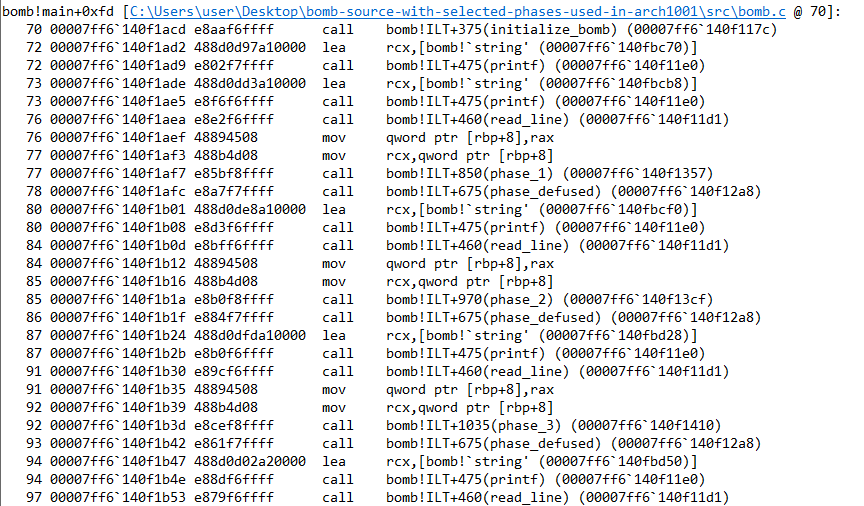 bomb!main+0xfd [C:\Users\user\Desktop\bomb-source-with-selected-phases-used-in-arch1001\src\bomb.c @ 70]:
70 00007ff6`140f1acd e8aaf6ffff call bomb!ILT+375(initialize_bomb) (00007ff6`140f117c)
72 00007ff6`140f1ad2 488d0d97a10000 lea rcx,[bomb!`string' (00007ff6`140fbc70)]
72 00007ff6`140f1ad9 e802f7ffff call bomb!ILT+475(printf) (00007ff6`140f11e0)
73 00007ff6`140f1ade 488d0dd3a10000 lea rcx,[bomb!`string' (00007ff6`140fbcb8)]
73 00007ff6`140f1ae5 e8f6f6ffff call bomb!ILT+475(printf) (00007ff6`140f11e0)
76 00007ff6`140f1aea e8e2f6ffff call bomb!ILT+460(read_line) (00007ff6`140f11d1)
76 00007ff6`140f1aef 48894508 mov qword ptr [rbp+8],rax
77 00007ff6`140f1af3 488b4d08 mov rcx,qword ptr [rbp+8]
77 00007ff6`140f1af7 e85bf8ffff call bomb!ILT+850(phase_1) (00007ff6`140f1357)
78 00007ff6`140f1afc e8a7f7ffff call bomb!ILT+675(phase_defused) (00007ff6`140f12a8)
80 00007ff6`140f1b01 488d0de8a10000 lea rcx,[bomb!`string' (00007ff6`140fbcf0)]
80 00007ff6`140f1b08 e8d3f6ffff call bomb!ILT+475(printf) (00007ff6`140f11e0)
84 00007ff6`140f1b0d e8bff6ffff call bomb!ILT+460(read_line) (00007ff6`140f11d1)
84 00007ff6`140f1b12 48894508 mov qword ptr [rbp+8],rax
85 00007ff6`140f1b16 488b4d08 mov rcx,qword ptr [rbp+8]
85 00007ff6`140f1b1a e8b0f8ffff call bomb!ILT+970(phase_2) (00007ff6`140f13cf)
86 00007ff6`140f1b1f e884f7ffff call bomb!ILT+675(phase_defused) (00007ff6`140f12a8)
87 00007ff6`140f1b24 488d0dfda10000 lea rcx,[bomb!`string' (00007ff6`140fbd28)]
87 00007ff6`140f1b2b e8b0f6ffff call bomb!ILT+475(printf) (00007ff6`140f11e0)
91 00007ff6`140f1b30 e89cf6ffff call bomb!ILT+460(read_line) (00007ff6`140f11d1)
91 00007ff6`140f1b35 48894508 mov qword ptr [rbp+8],rax
92 00007ff6`140f1b39 488b4d08 mov rcx,qword ptr [rbp+8]
92 00007ff6`140f1b3d e8cef8ffff call bomb!ILT+1035(phase_3) (00007ff6`140f1410)
93 00007ff6`140f1b42 e861f7ffff call bomb!ILT+675(phase_defused) (00007ff6`140f12a8)
94 00007ff6`140f1b47 488d0d02a20000 lea rcx,[bomb!`string' (00007ff6`140fbd50)]
94 00007ff6`140f1b4e e88df6ffff call bomb!ILT+475(printf) (00007ff6`140f11e0)
97 00007ff6`140f1b53 e879f6ffff call bomb!ILT+460(read_line) (00007ff6`140f11d1)